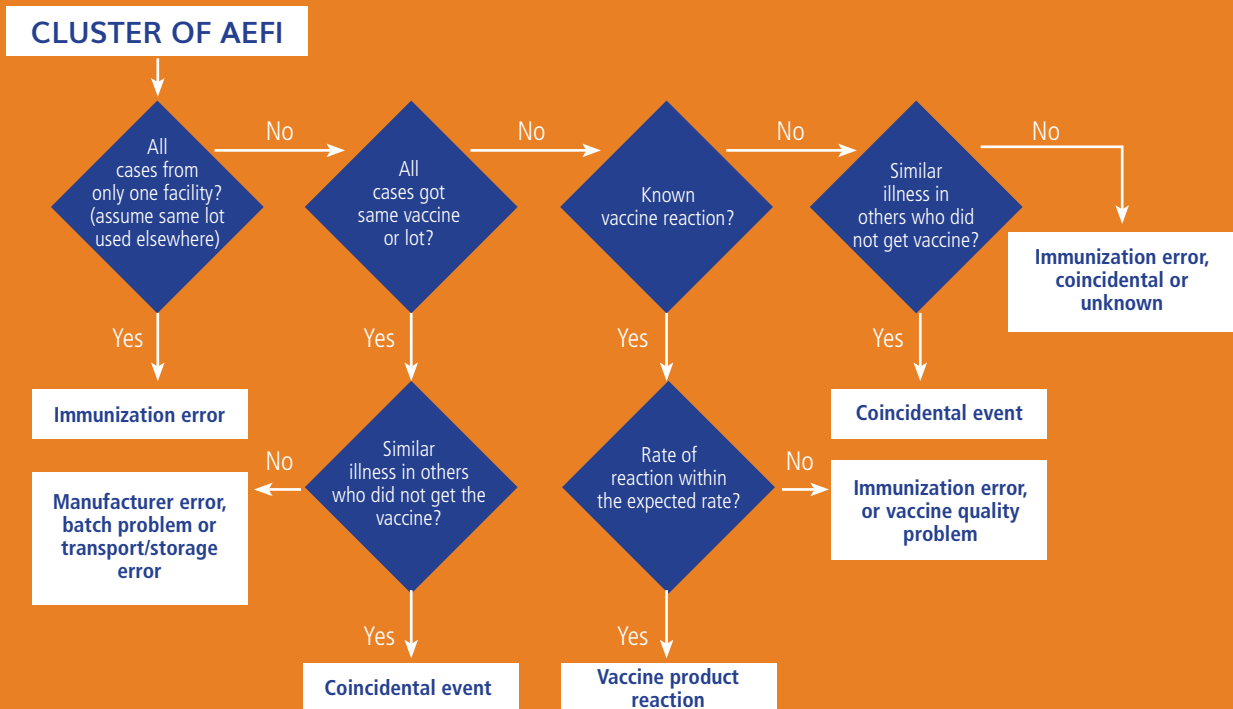 CLUSTER OF AEFI
All
cases from
only one facility?
(assume same lot
used elsewhere)
No
All
cases got
same vaccine
or lot?
No
Known
vaccine reaction?
No
Similar
illness in
others who did
not get vaccine?
No
Immunization error,
coincidental or
unknown
Yes
Yes
Yes
Yes
Immunization error
Coincidental event
Similar
illness in others
who did not get the
vaccine?
No
Manufacturer error,
batch problem or
transport/storage
error
Rate of
reaction within
the expected rate?
No
Immunization error,
or vaccine quality
problem
Yes
Yes
Coincidental event
Vaccine product
reaction